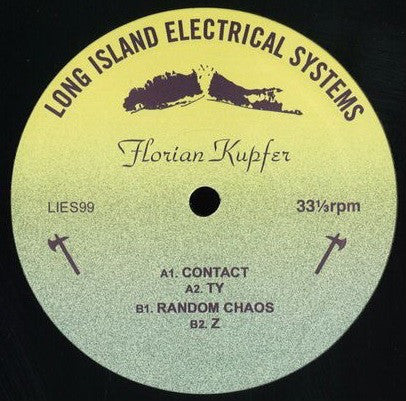 LONG ISLAND ELECTRICAL SYSTEMS
Florian Kupfer
LIES99
33⅓rpm
A1. CONTACT
A2. TY
B1. RANDOM CHAOS
B2. Z